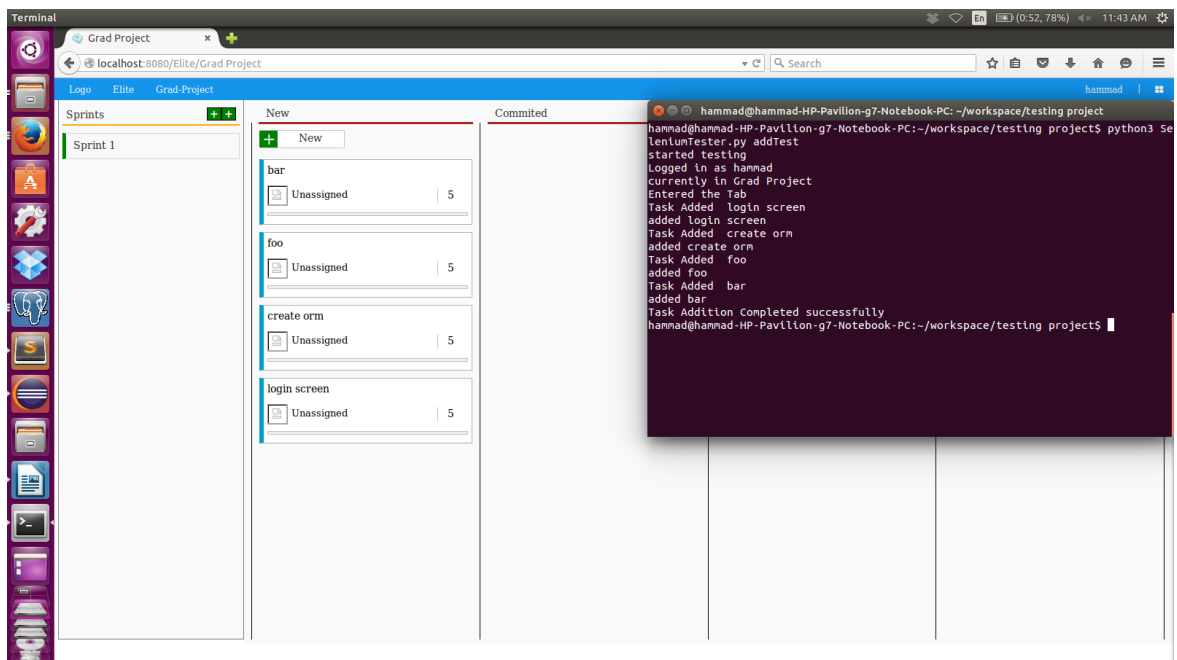 Terminal
En (0:52, 78%) 11:43 AM
Grad Project ×
localhost:8080/Elite/Grad Project
Search
Logo Elite Grad-Project
hammad
Sprints
Sprint 1
New
+ New
bar
Unassigned 5
foo
Unassigned 5
create orm
Unassigned 5
login screen
Unassigned 5
Commited
hammad@hammad-HP-Pavilion-g7-Notebook-PC: ~/workspace/testing project
hammad@hammad-HP-Pavilion-g7-Notebook-PC:~/workspace/testing project$ python3 Se
leniumTester.py addTest
started testing
Logged in as hammad
currently in Grad Project
Entered the Tab
Task Added  login screen
added login screen
Task Added  create orm
added create orm
Task Added  foo
added foo
Task Added  bar
added bar
Task Addition Completed successfully
hammad@hammad-HP-Pavilion-g7-Notebook-PC:~/workspace/testing project$